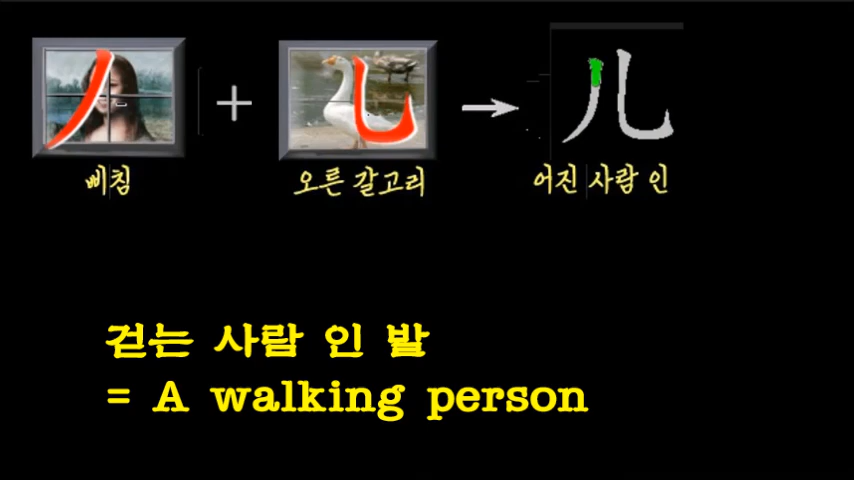 丿 + 乚 → 儿
삐침 오른 갈고리 어진 사람 인
걷는 사람 인 발
= A walking person